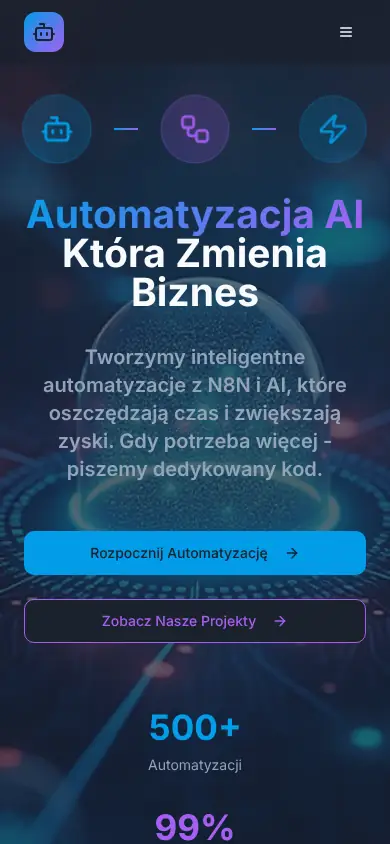 Automatyzacja AI
Która Zmienia
Biznes
Tworzymy inteligentne
automatyzacje z N8N i AI, które
oszczędzają czas i zwiększają
zyski. Gdy potrzeba więcej -
piszemy dedykowany kod.
Rozpocznij Automatyzację
Zobacz Nasze Projekty
500+
Automatyzacji
99%